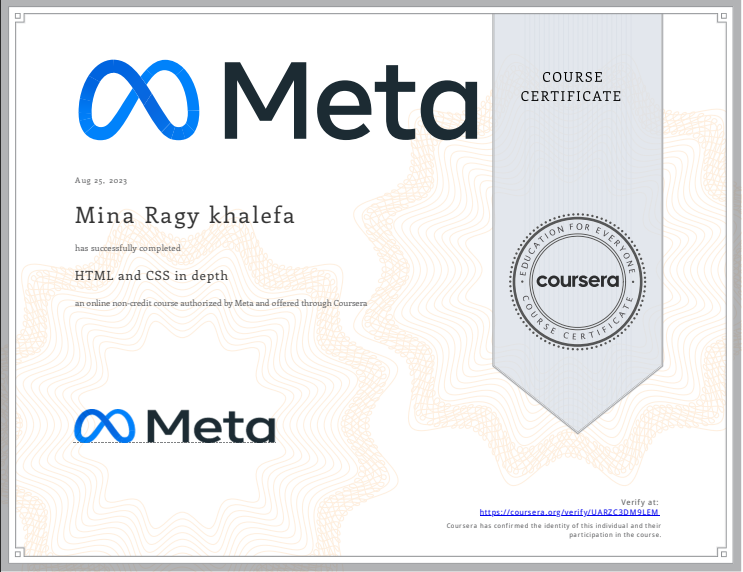 Meta
COURSE
CERTIFICATE
Aug 25, 2023
Mina Ragy khalefa
has successfully completed
HTML and CSS in depth
an online non-credit course authorized by Meta and offered through Coursera
EDUCATION FOR EVERYONE
coursera
COURSE CERTIFICATE
Meta
Verify at:
https://coursera.org/verify/UARZC3DM9LEM
Coursera has confirmed the identity of this individual and their
participation in the course.